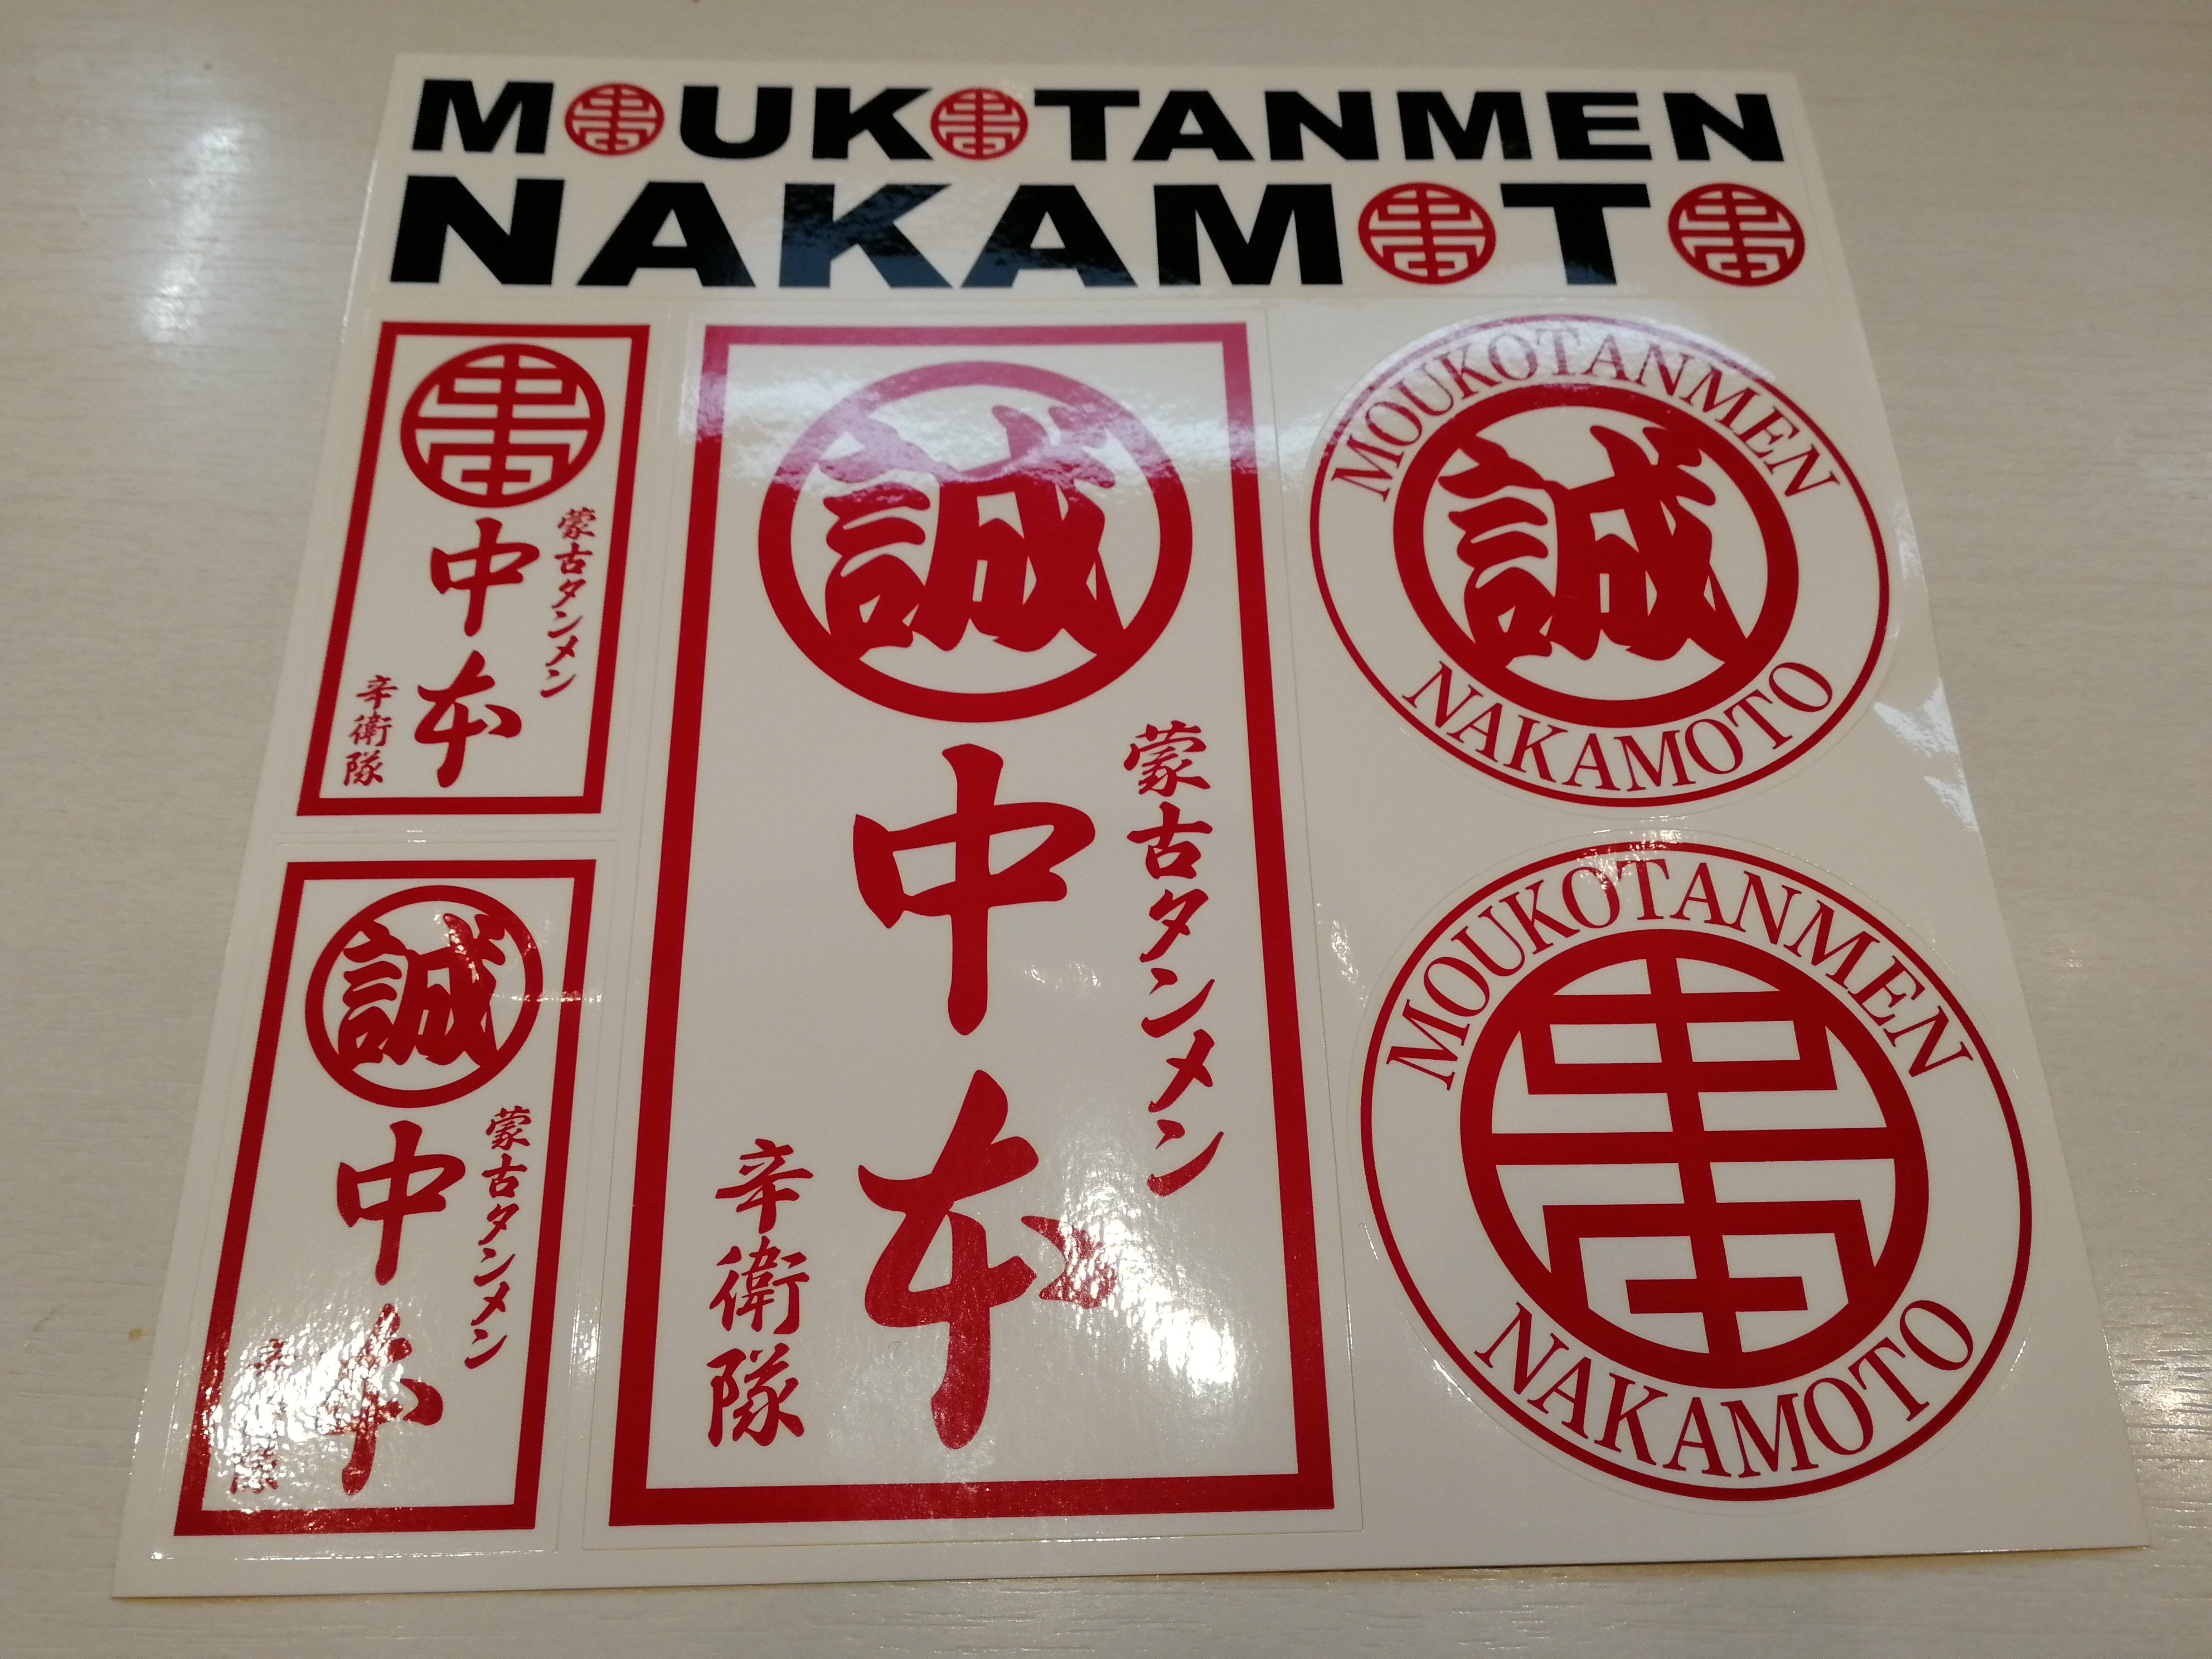 MOUKOTANMEN
NAKAMOTO
蒙古タンメン
中本
辛衛隊
誠
蒙古タンメン
中本
辛衛隊
誠
蒙古タンメン
中本
隊
MOUKOTANMEN
誠
NAKAMOTO
MOUKOTANMEN
NAKAMOTO